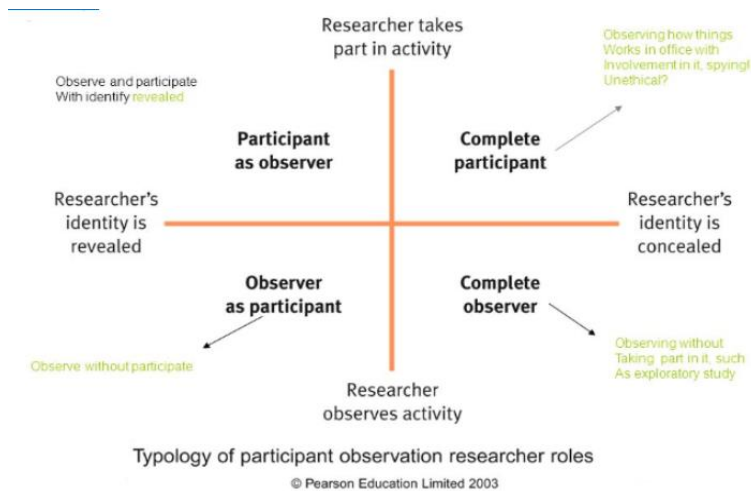 Researcher takes
part in activity
Observing how things
Works in office with
Involvement in it, spying!
Unethical?
Observe and participate
With identify revealed
Participant
as observer
Complete
participant
Researcher's
identity is
revealed
Researcher's
identity is
concealed
Observer
as participant
Complete
observer
Observe without participate
Observing without
Taking part in it, such
As exploratory study
Researcher
observes activity
Typology of participant observation researcher roles
© Pearson Education Limited 2003